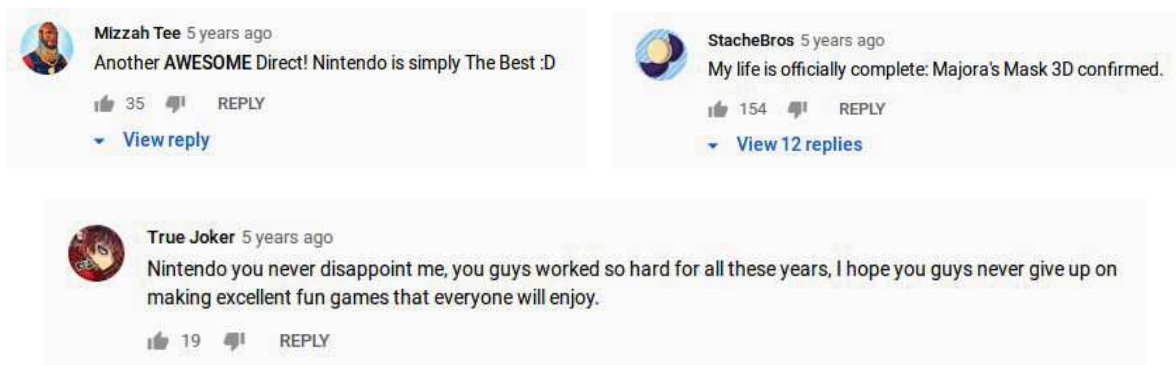 Mizzah Tee 5 years ago
Another AWESOME Direct! Nintendo is simply The Best :D
35 REPLY
View reply
StacheBros 5 years ago
My life is officially complete: Majora's Mask 3D confirmed.
154 REPLY
View 12 replies
True Joker 5 years ago
Nintendo you never disappoint me, you guys worked so hard for all these years, I hope you guys never give up on
making excellent fun games that everyone will enjoy.
19 REPLY